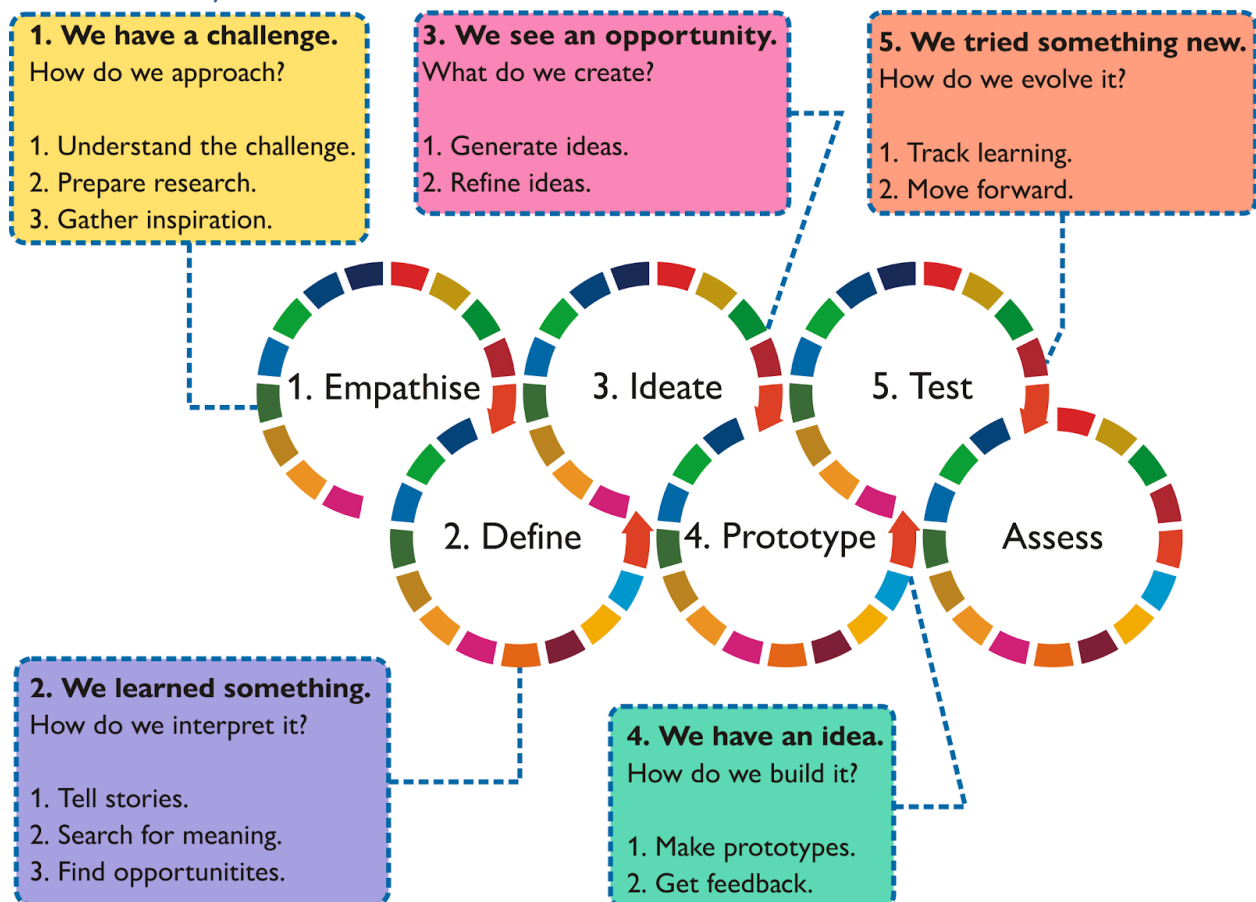 1. We have a challenge.
How do we approach?
1. Understand the challenge.
2. Prepare research.
3. Gather inspiration.
3. We see an opportunity.
What do we create?
1. Generate ideas.
2. Refine ideas.
5. We tried something new.
How do we evolve it?
1. Track learning.
2. Move forward.
1. Empathise
3. Ideate
5. Test
2. Define
4. Prototype
Assess
2. We learned something.
How do we interpret it?
1. Tell stories.
2. Search for meaning.
3. Find opportunitites.
4. We have an idea.
How do we build it?
1. Make prototypes.
2. Get feedback.